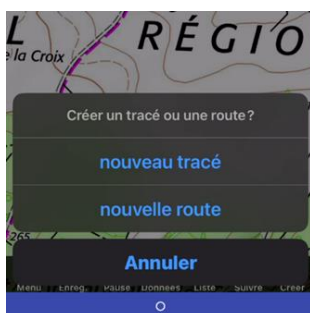 RÉGIO
e la Croix
Créer un tracé ou une route ?
nouveau tracé
nouvelle route
265
Annuler
Menu Enreg. Pause Données Liste Suivre Créer